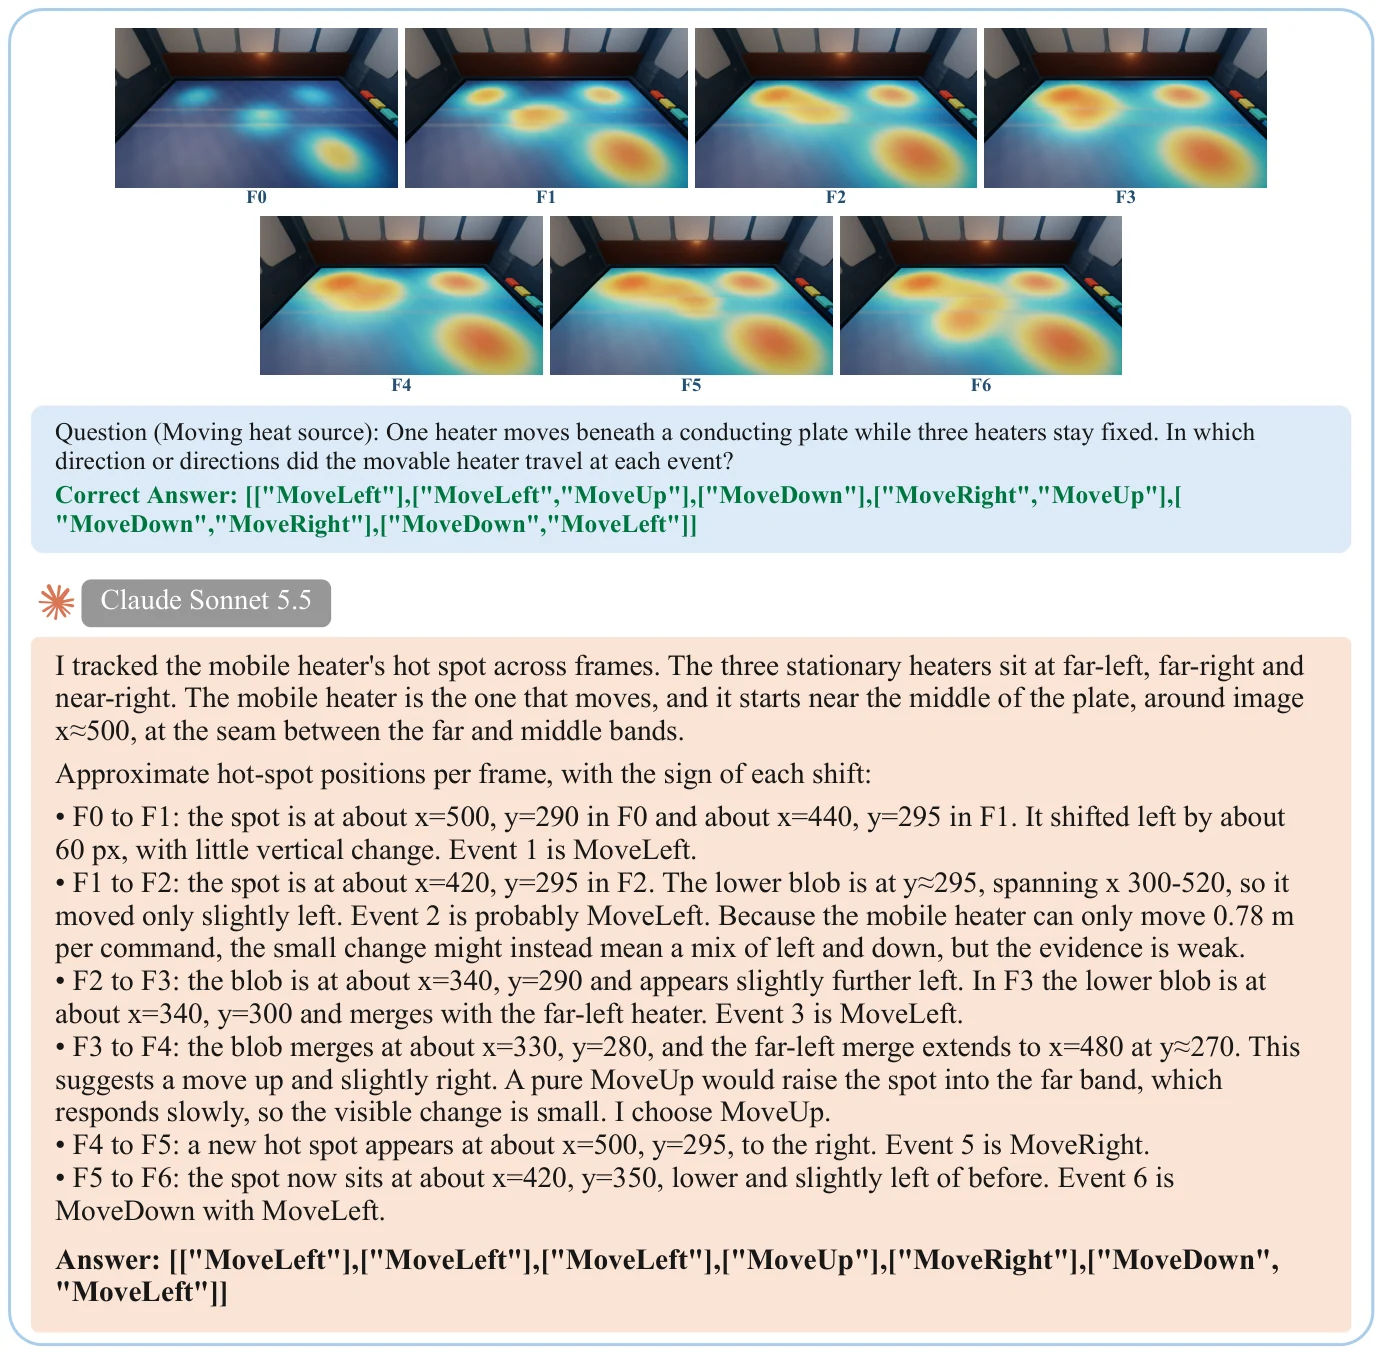 F0
F1
F2
F3
F4
F5
F6
Question (Moving heat source): One heater moves beneath a conducting plate while three heaters stay fixed. In which
direction or directions did the movable heater travel at each event?
Correct Answer: [["MoveLeft"],["MoveLeft","MoveUp"],["MoveDown"],["MoveRight","MoveUp"],[
"MoveDown","MoveRight"],["MoveDown","MoveLeft"]]
Claude Sonnet 5.5
I tracked the mobile heater's hot spot across frames. The three stationary heaters sit at far-left, far-right and
near-right. The mobile heater is the one that moves, and it starts near the middle of the plate, around image
x≈500, at the seam between the far and middle bands.
Approximate hot-spot positions per frame, with the sign of each shift:
• F0 to F1: the spot is at about x=500, y=290 in F0 and about x=440, y=295 in F1. It shifted left by about
60 px, with little vertical change. Event 1 is MoveLeft.
• F1 to F2: the spot is at about x=420, y=295 in F2. The lower blob is at y≈295, spanning x 300-520, so it
moved only slightly left. Event 2 is probably MoveLeft. Because the mobile heater can only move 0.78 m
per command, the small change might instead mean a mix of left and down, but the evidence is weak.
• F2 to F3: the blob is at about x=340, y=290 and appears slightly further left. In F3 the lower blob is at
about x=340, y=300 and merges with the far-left heater. Event 3 is MoveLeft.
• F3 to F4: the blob merges at about x=330, y=280, and the far-left merge extends to x=480 at y≈270. This
suggests a move up and slightly right. A pure MoveUp would raise the spot into the far band, which
responds slowly, so the visible change is small. I choose MoveUp.
• F4 to F5: a new hot spot appears at about x=500, y=295, to the right. Event 5 is MoveRight.
• F5 to F6: the spot now sits at about x=420, y=350, lower and slightly left of before. Event 6 is
MoveDown with MoveLeft.
Answer: [["MoveLeft"],["MoveLeft"],["MoveLeft"],["MoveUp"],["MoveRight"],["MoveDown",
"MoveLeft"]]